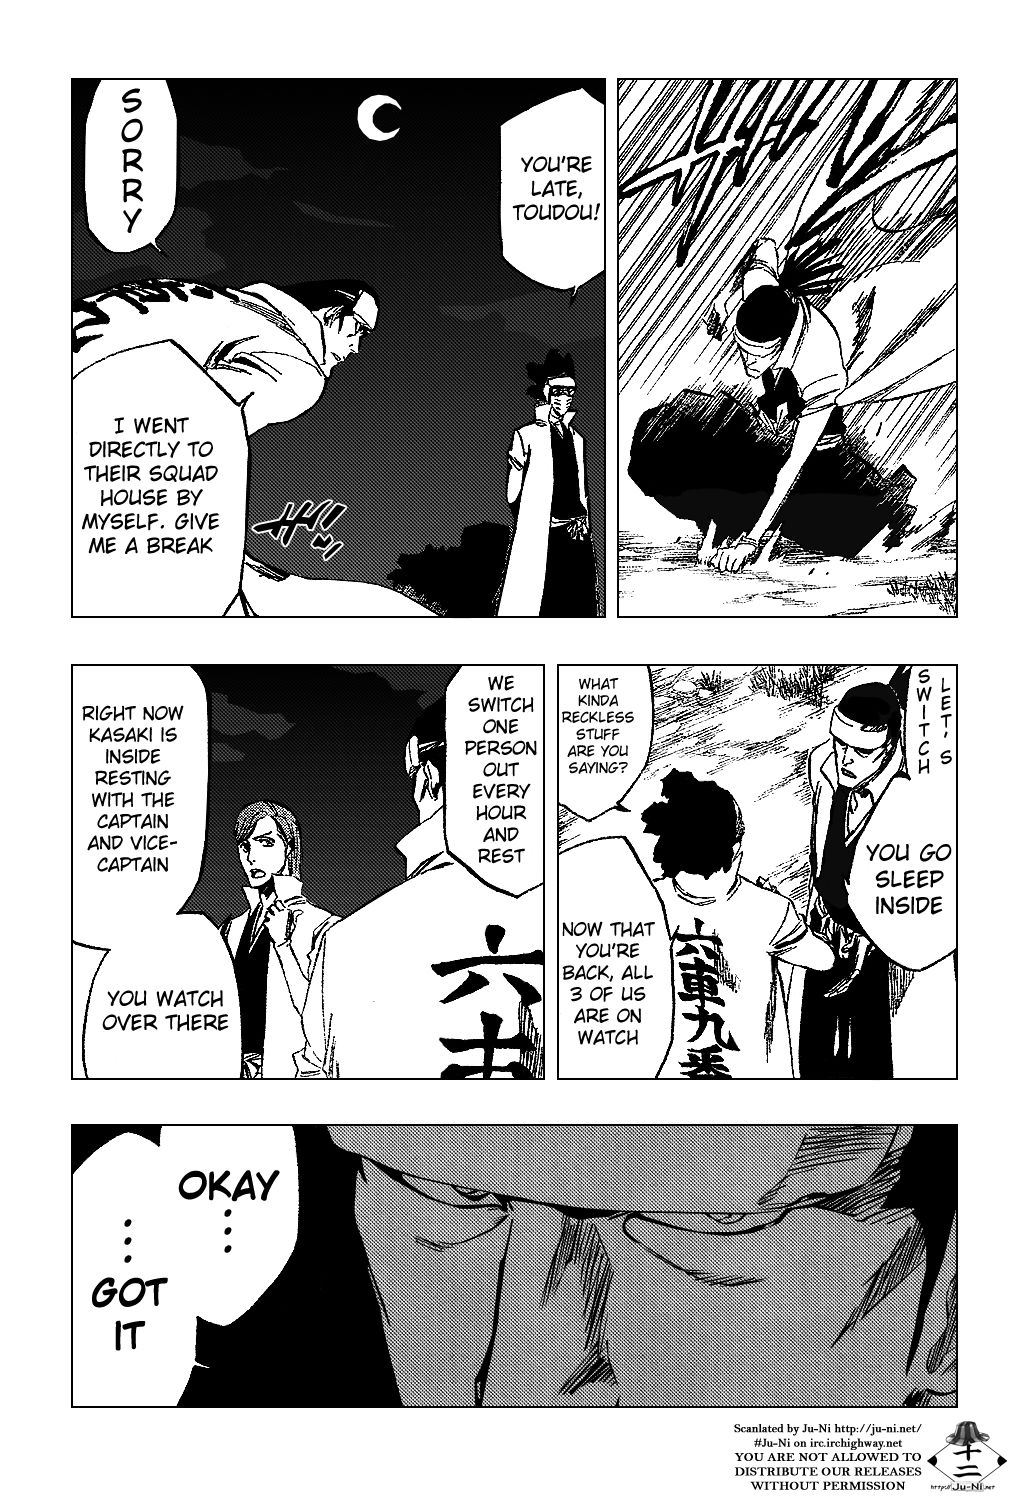 YOU'RE
LATE,
TOUDOU!
SORRY
I WENT
DIRECTLY TO
THEIR SQUAD
HOUSE BY
MYSELF. GIVE
ME A BREAK
LET'S
SWITCH
YOU GO
SLEEP
INSIDE
WHAT
KINDA
RECKLESS
STUFF
ARE YOU
SAYING?
NOW THAT
YOU'RE
BACK, ALL
3 OF US
ARE ON
WATCH
六車九番
WE
SWITCH
ONE
PERSON
OUT
EVERY
HOUR
AND
REST
RIGHT NOW
KASAKI IS
INSIDE
RESTING
WITH THE
CAPTAIN
AND VICE-
CAPTAIN
YOU WATCH
OVER THERE
六
OKAY
...
...
GOT
IT
Scanlated by Ju-Ni http://ju-ni.net/
#Ju-Ni on irc.irchighway.net
YOU ARE NOT ALLOWED TO
DISTRIBUTE OUR RELEASES
WITHOUT PERMISSION
十二
http://Ju-Ni.net